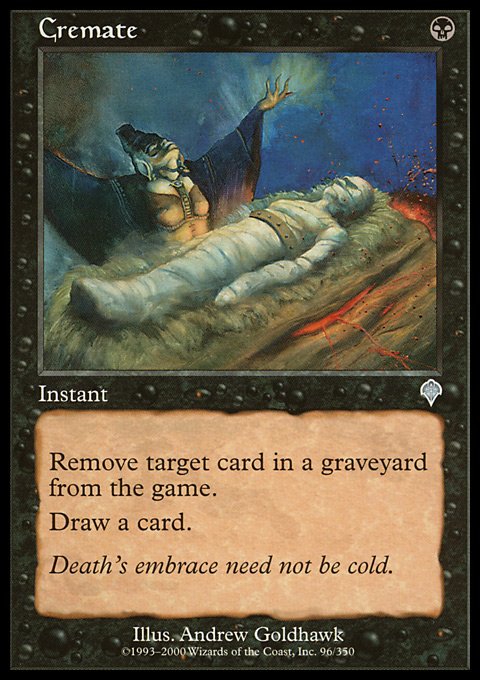 Cremate
Instant
Remove target card in a graveyard
from the game.
Draw a card.
Death's embrace need not be cold.
Illus. Andrew Goldhawk
©1993–2000 Wizards of the Coast, Inc. 96/350